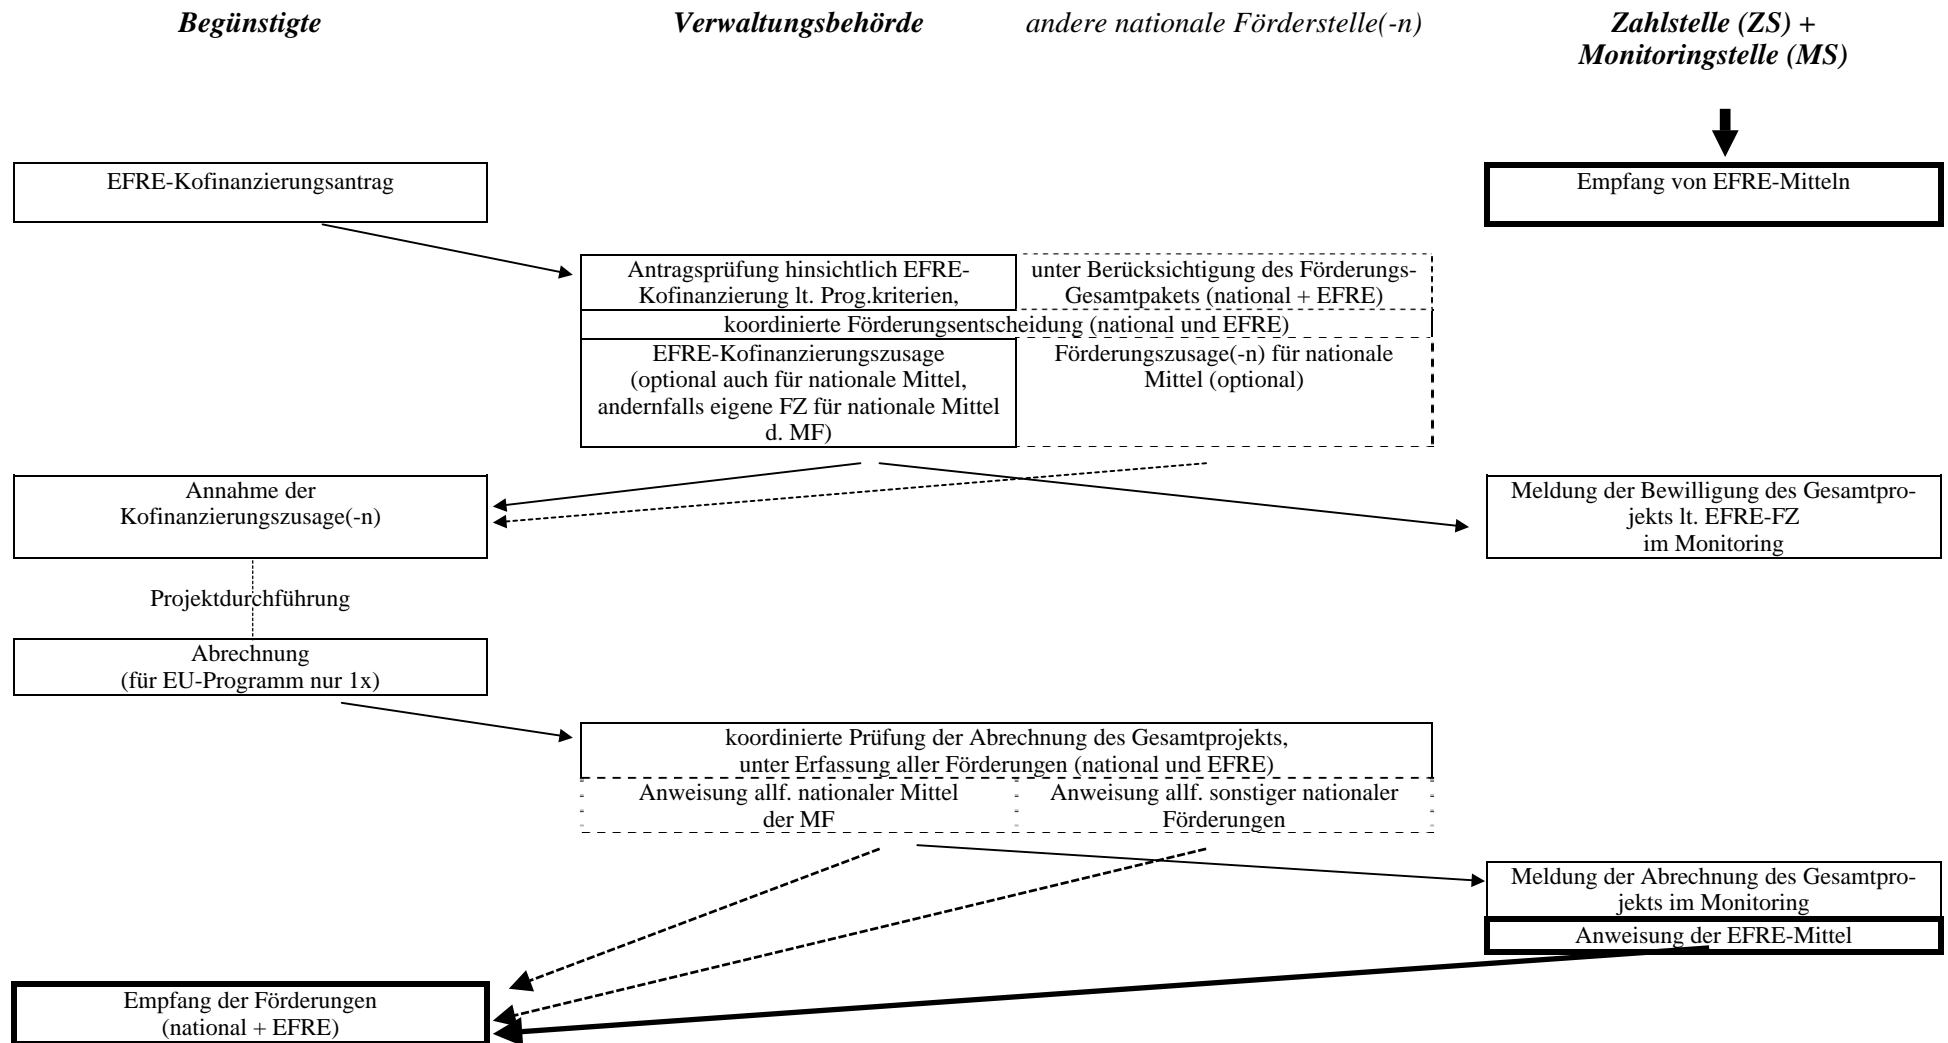 Begünstigte
Verwaltungsbehörde
andere nationale Förderstelle(-n)
Zahlstelle (ZS) +
Monitoringstelle (MS)
EFRE-Kofinanzierungsantrag
Empfang von EFRE-Mitteln
Antragsprüfung hinsichtlich EFRE-
Kofinanzierung lt. Prog.kriterien,
unter Berücksichtigung des Förderungs-
Gesamtpakets (national + EFRE)
koordinierte Förderungsentscheidung (national und EFRE)
EFRE-Kofinanzierungszusage
(optional auch für nationale Mittel,
andernfalls eigene FZ für nationale Mittel
d. MF)
Förderungszusage(-n) für nationale
Mittel (optional)
Annahme der
Kofinanzierungszusage(-n)
Meldung der Bewilligung des Gesamtpro-
jekts lt. EFRE-FZ
im Monitoring
Projektdurchführung
Abrechnung
(für EU-Programm nur 1x)
koordinierte Prüfung der Abrechnung des Gesamtprojekts,
unter Erfassung aller Förderungen (national und EFRE)
Anweisung allf. nationaler Mittel
der MF
Anweisung allf. sonstiger nationaler
Förderungen
Meldung der Abrechnung des Gesamtpro-
jekts im Monitoring
Anweisung der EFRE-Mittel
Empfang der Förderungen
(national + EFRE)